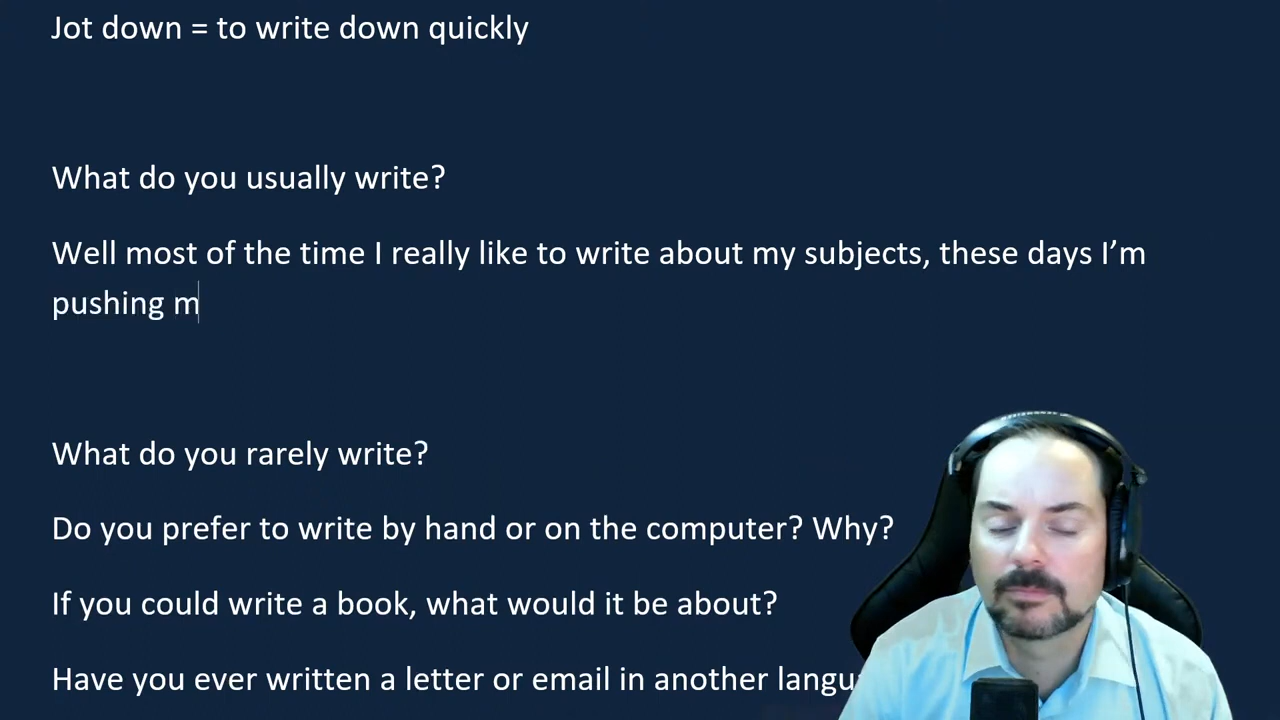 Jot down = to write down quickly
What do you usually write?
Well most of the time I really like to write about my subjects, these days I’m
pushing m
What do you rarely write?
Do you prefer to write by hand or on the computer? Why?
If you could write a book, what would it be about?
Have you ever written a letter or email in another langu